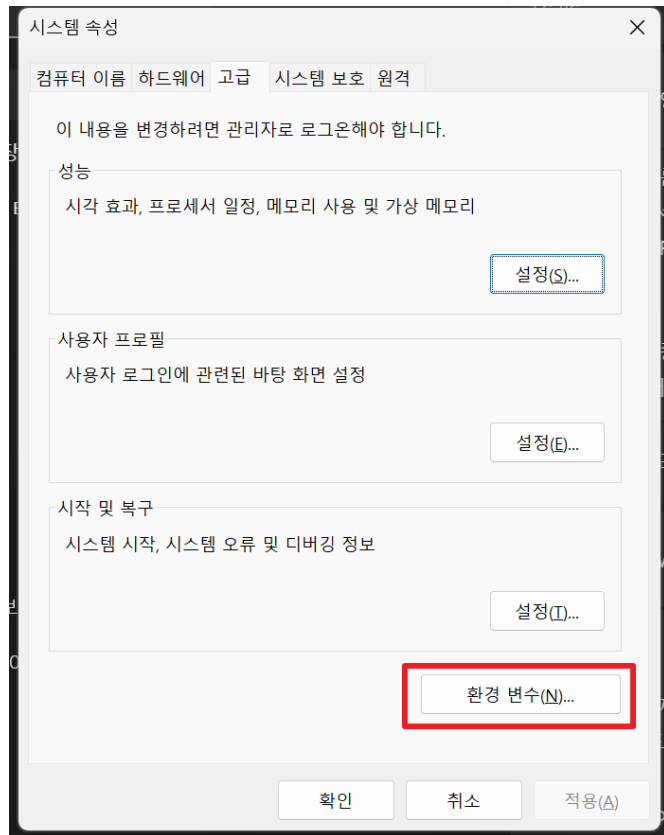 시스템 속성
컴퓨터 이름 하드웨어 고급 시스템 보호 원격
이 내용을 변경하려면 관리자로 로그온해야 합니다.
성능
시각 효과, 프로세서 일정, 메모리 사용 및 가상 메모리
설정(S)...
사용자 프로필
사용자 로그인에 관련된 바탕 화면 설정
설정(E)...
시작 및 복구
시스템 시작, 시스템 오류 및 디버깅 정보
설정(T)...
환경 변수(N)...
확인 취소 적용(A)